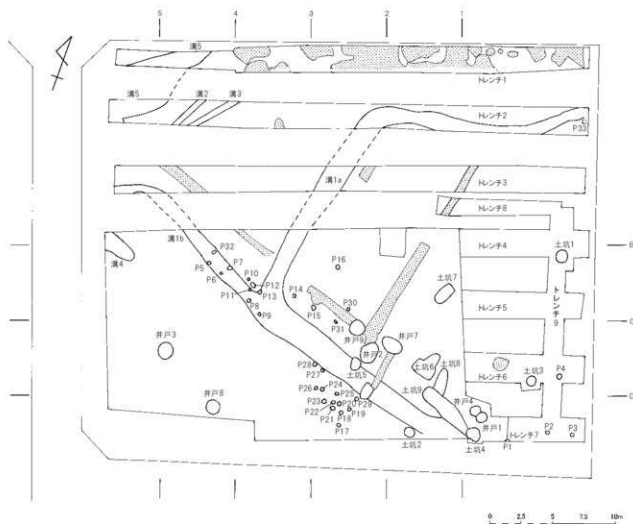 5 4 3 2 1
溝5
トレンチ1
溝5 溝2 溝3
トレンチ2
P33
溝1a
トレンチ3
トレンチ8
溝1b
溝4
P32
P5 P7
P6
P10
P11 P12
P13
P8
P9
P16
P14
P15
P30
P31
トレンチ4
土坑1
B
土坑7
トレンチ5
トレンチ9
C
井戸3
井戸9
井戸2
井戸7
土坑5
土坑6
土坑8
トレンチ6
土坑3
P4
P28
P27
P26 P24
P25
P23 P20 P29
P22
P21 P18 P19
P17
土坑9
井戸4
井戸1
D
井戸8
土坑2
土坑4
トレンチ7
P1
P2
P3
5 4 3 2 1
0 2.5 5 7.5 10m